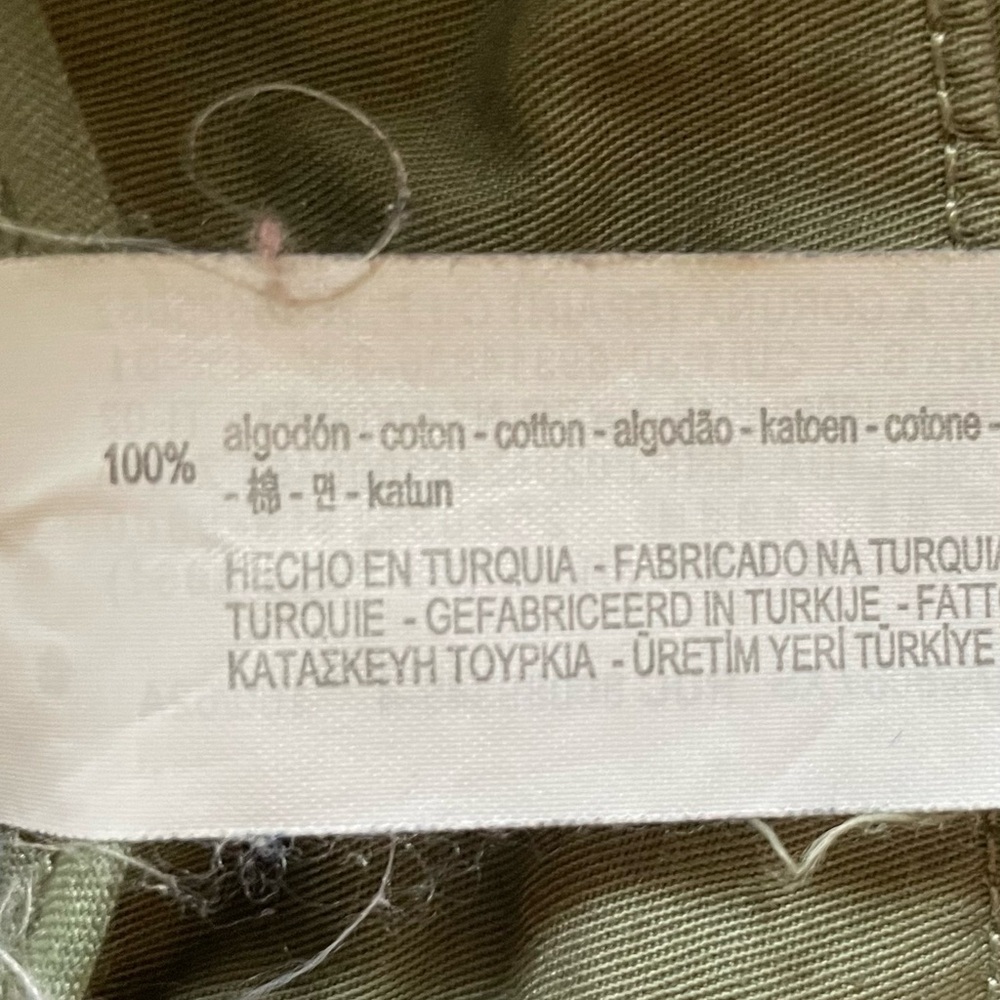 100% algodón - coton - cotton - algodão - katoen - cotone -
- 棉 - 면 - katun
HECHO EN TURQUIA - FABRICADO NA TURQUIA
TURQUIE - GEFABRICEERD IN TURKIJE - FATT
ΚΑΤΑΣΚΕΥΗ ΤΟΥΡΚΙΑ - ÜRETİM YERİ TÜRKİYE